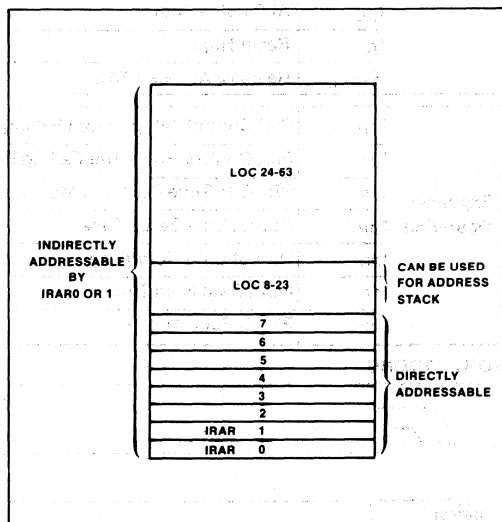 LOC 24-63
INDIRECTLY
ADDRESSABLE
BY
IRAR0 OR 1
LOC 8-23
CAN BE USED
FOR ADDRESS
STACK
7
6
5
4
3
2
IRAR 1
IRAR 0
DIRECTLY
ADDRESSABLE